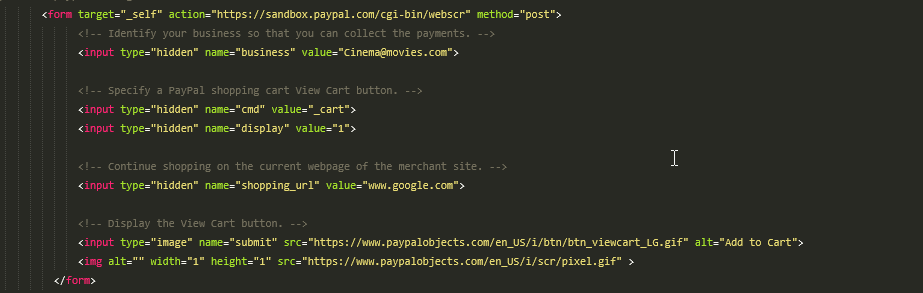 <form target="_self" action="https://sandbox.paypal.com/cgi-bin/webscr" method="post">
<!-- Identify your business so that you can collect the payments. -->
<input type="hidden" name="business" value="Cinema@movies.com">
<!-- Specify a PayPal shopping cart View Cart button. -->
<input type="hidden" name="cmd" value="_cart">
<input type="hidden" name="display" value="1">
<!-- Continue shopping on the current webpage of the merchant site. -->
<input type="hidden" name="shopping_url" value="www.google.com">
<!-- Display the View Cart button. -->
<input type="image" name="submit" src="https://www.paypalobjects.com/en_US/i/btn/btn_viewcart_LG.gif" alt="Add to Cart">
<img alt="" width="1" height="1" src="https://www.paypalobjects.com/en_US/i/scr/pixel.gif" >
</form>